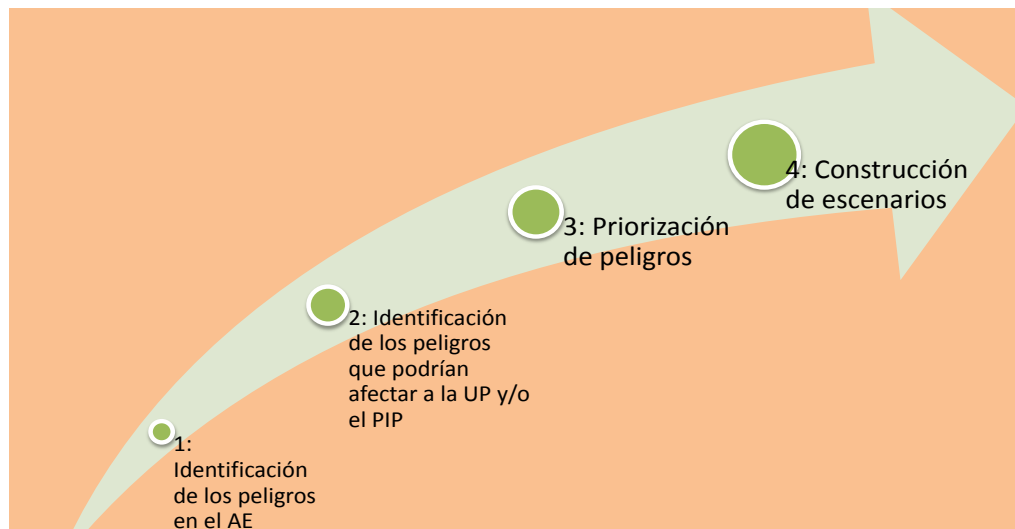 1:
Identificación
de los peligros
en el AE
2: Identificación
de los peligros
que podrían
afectar a la UP y/o
el PIP
3: Priorización
de peligros
4: Construcción
de escenarios